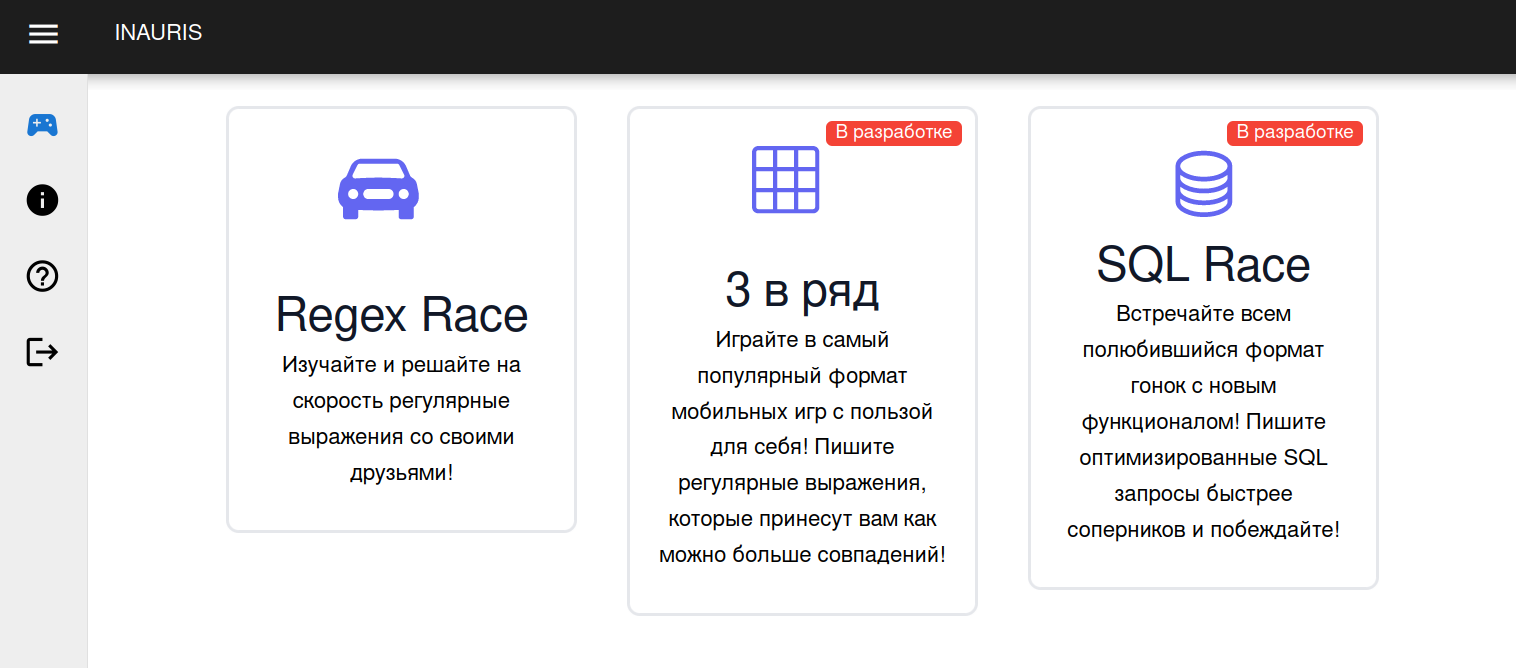 INAURIS
Regex Race
Изучайте и решайте на
скорость регулярные
выражения со своими
друзьями!
В разработке
3 в ряд
Играйте в самый
популярный формат
мобильных игр с пользой
для себя! Пишите
регулярные выражения,
которые принесут вам как
можно больше совпадений!
В разработке
SQL Race
Встречайте всем
полюбившийся формат
гонок с новым
функционалом! Пишите
оптимизированные SQL
запросы быстрее
соперников и побеждайте!